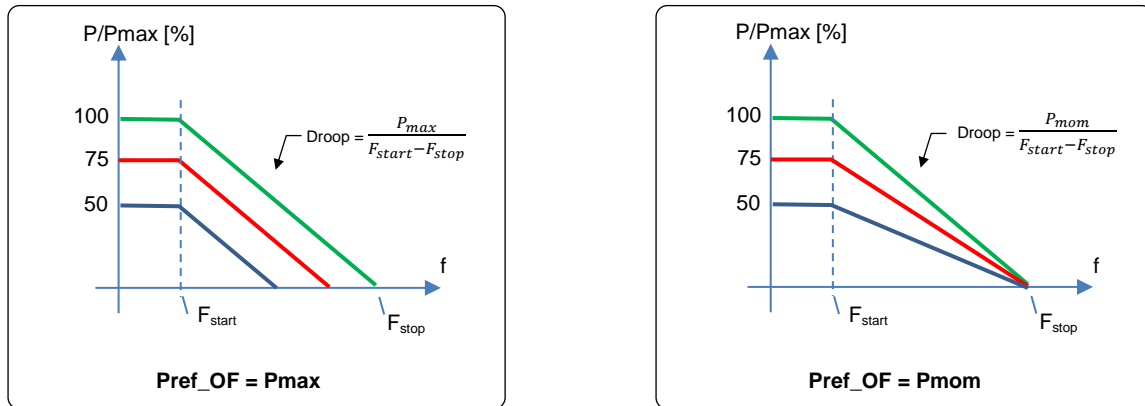 P/Pmax [%]
100
75
50
Droop = P_max / F_start − F_stop
f
F_start
F_stop
Pref_OF = Pmax
P/Pmax [%]
100
75
50
Droop = P_mom / F_start − F_stop
f
F_start
F_stop
Pref_OF = Pmom